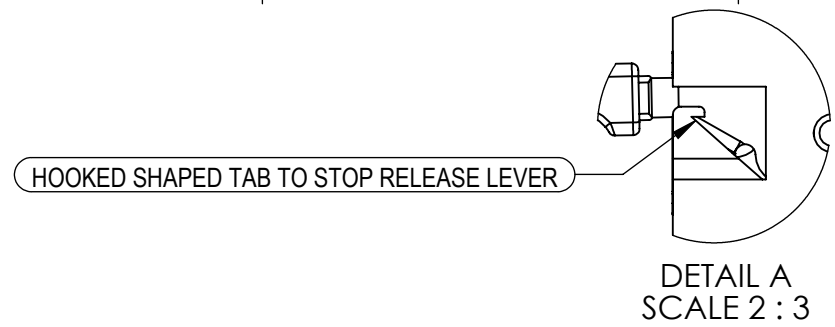 HOOKED SHAPED TAB TO STOP RELEASE LEVER
DETAIL A
SCALE 2 : 3